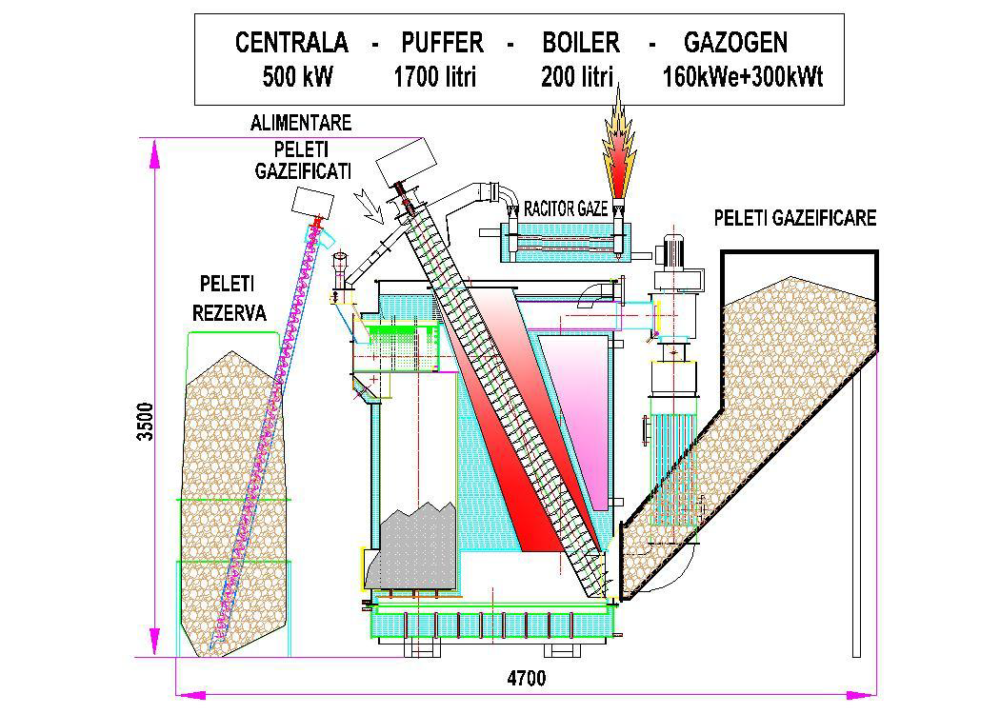 CENTRALA - PUFFER - BOILER - GAZOGEN
500 kW 1700 litri 200 litri 160kWe+300kWt
ALIMENTARE
PELETI
GAZEIFICATI
RACITOR GAZE
PELETI GAZEIFICARE
PELETI
REZERVA
3500
4700